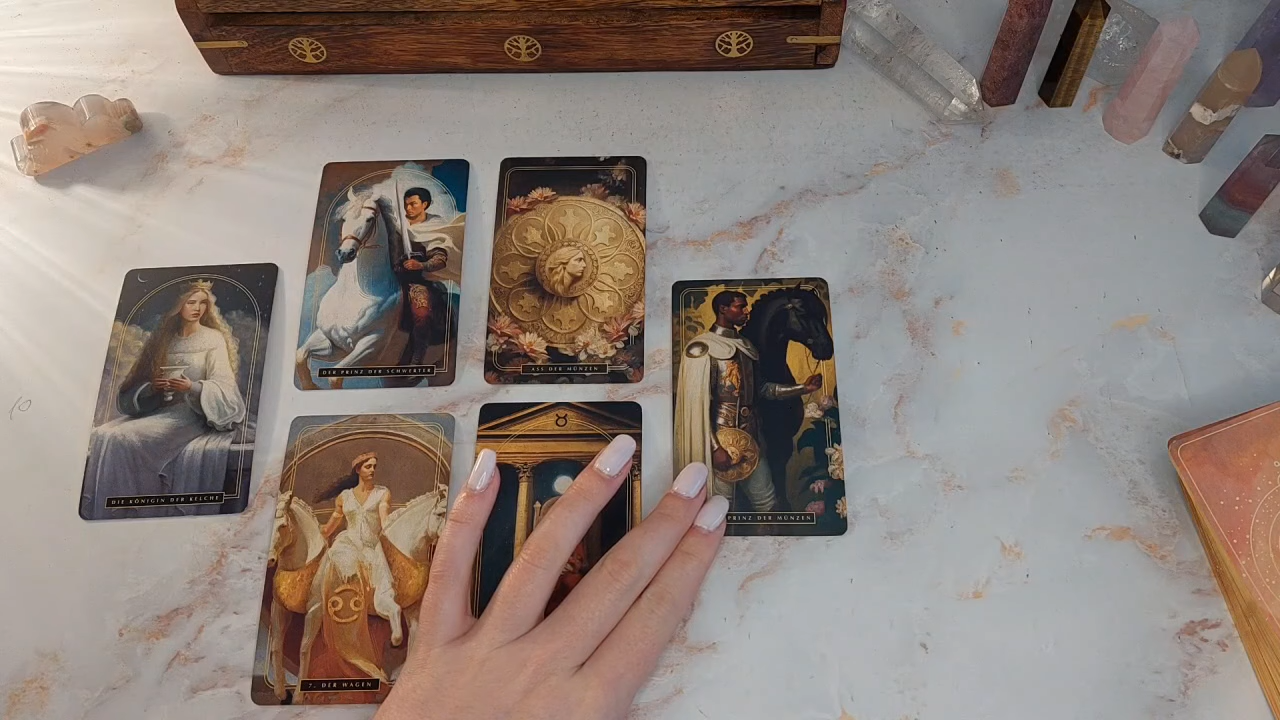 DER PRINZ DER SCHWERTER
ASS DER MÜNZEN
DIE KÖNIGIN DER KELCHE
PRINZ DER MÜNZEN
7. DER WAGEN